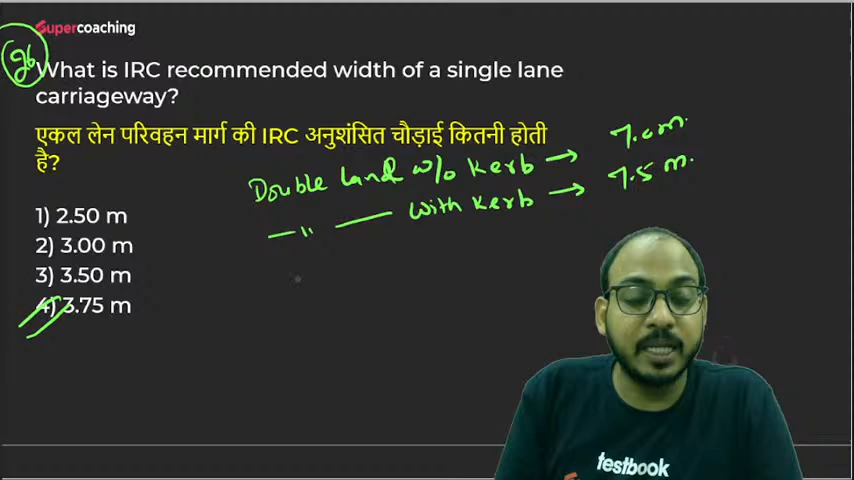 Supercoaching
96
What is IRC recommended width of a single lane
carriageway?
एकल लेन परिवहन मार्ग की IRC अनुशंसित चौड़ाई कितनी होती
है?
Double land w/o Kerb → 7.0 m.
—〃— With Kerb → 7.5 m.
1) 2.50 m
2) 3.00 m
3) 3.50 m
4) 3.75 m
testbook